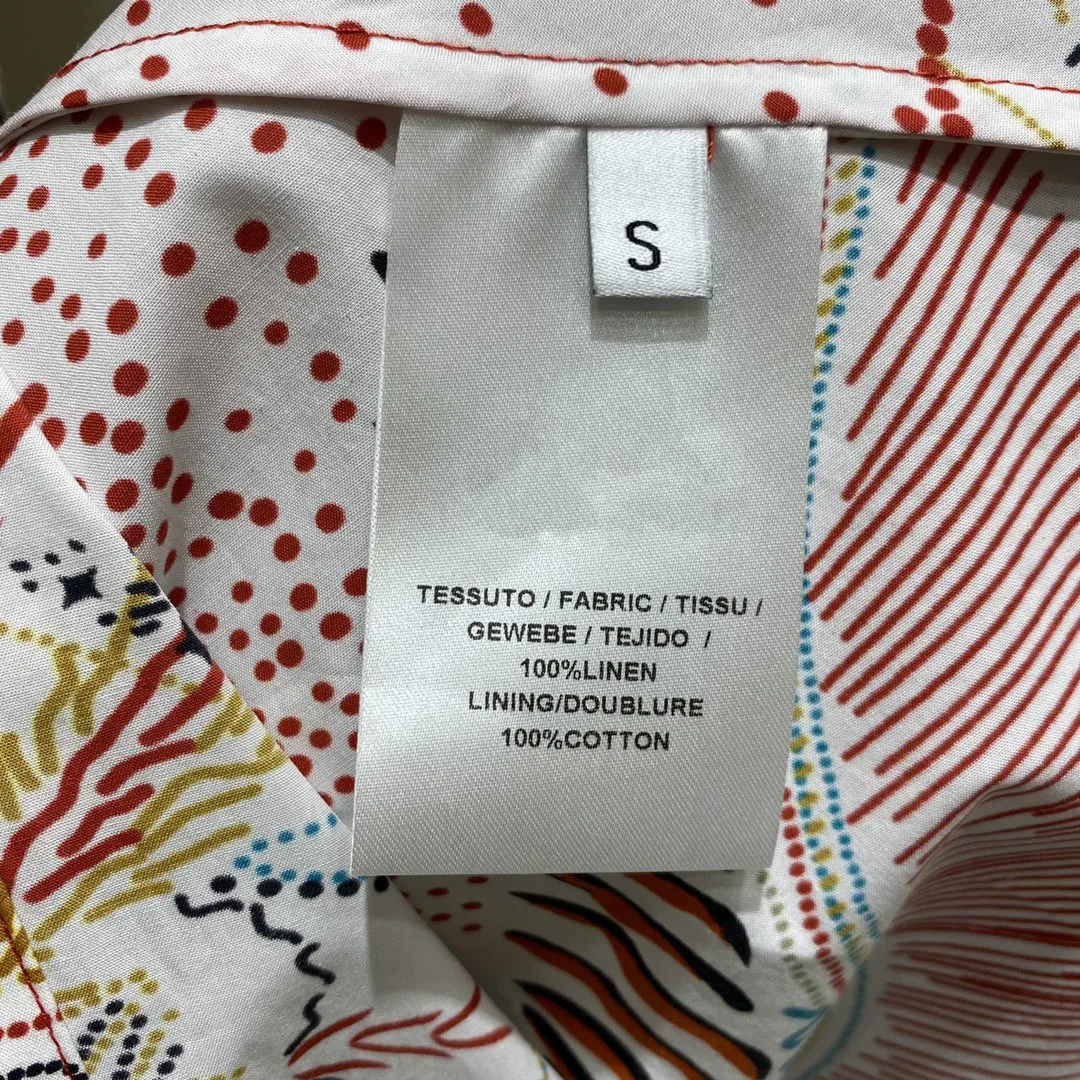 S
TESSUTO / FABRIC / TISSU /
GEWEBE / TEJIDO /
100%LINEN
LINING/DOUBLURE
100%COTTON